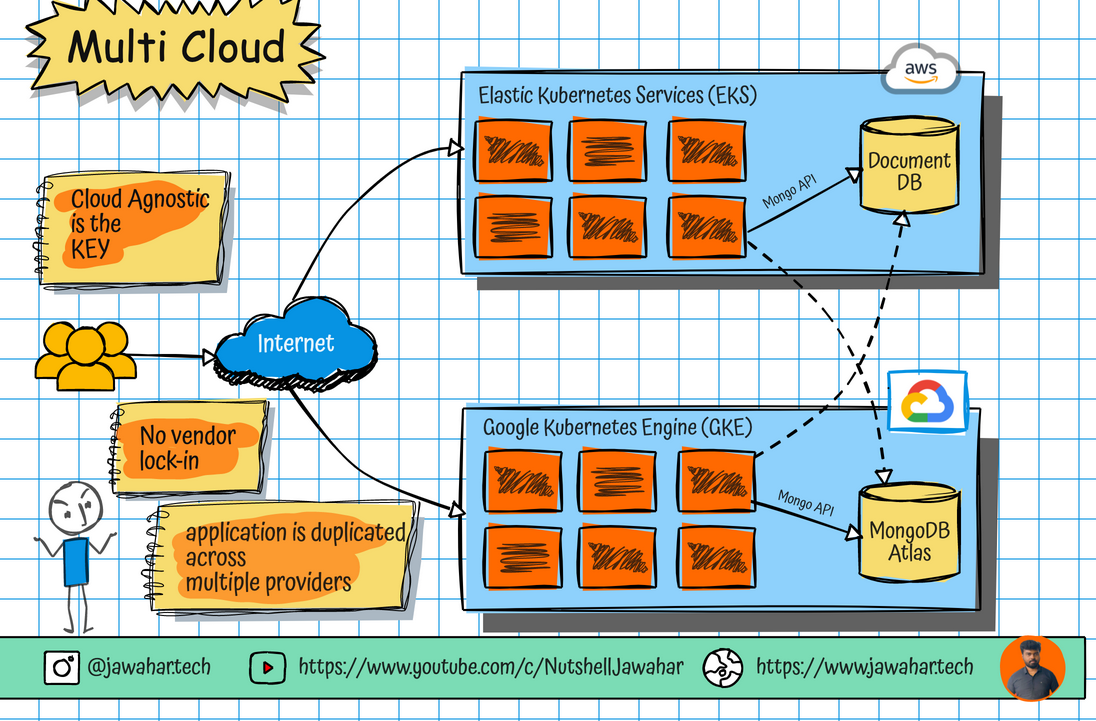 Multi Cloud
aws
Elastic Kubernetes Services (EKS)
Document
DB
Mongo API
Cloud Agnostic
is the
KEY
Internet
No vendor
lock-in
Google Kubernetes Engine (GKE)
Mongo API
MongoDB
Atlas
application is duplicated
across
multiple providers
@jawahar.tech
https://www.youtube.com/c/NutshellJawahar
https://www.jawahar.tech